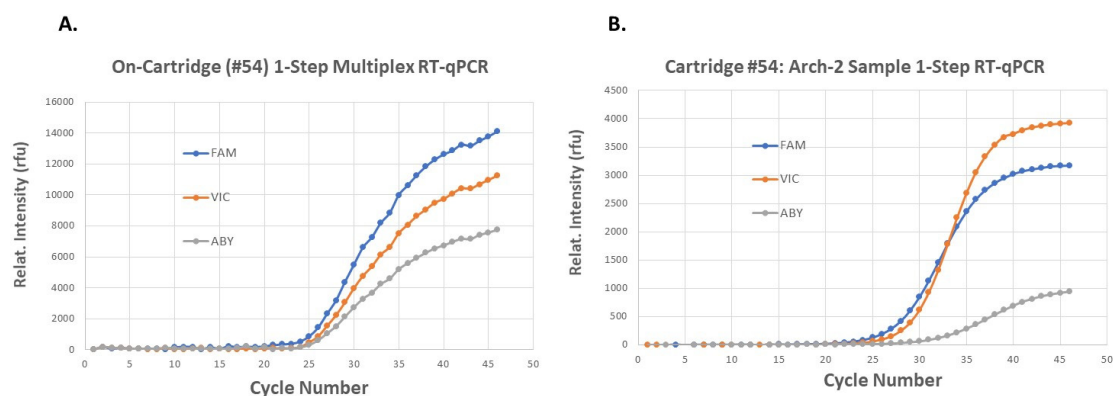 A.
On-Cartridge (#54) 1-Step Multiplex RT-qPCR
16000
14000
12000
10000
8000
6000
4000
2000
0
Relat. Intensity (rfu)
FAM
VIC
ABY
0 5 10 15 20 25 30 35 40 45 50
Cycle Number
B.
Cartridge #54: Arch-2 Sample 1-Step RT-qPCR
4500
4000
3500
3000
2500
2000
1500
1000
500
0
Relat. Intensity (rfu)
FAM
VIC
ABY
0 5 10 15 20 25 30 35 40 45 50
Cycle Number